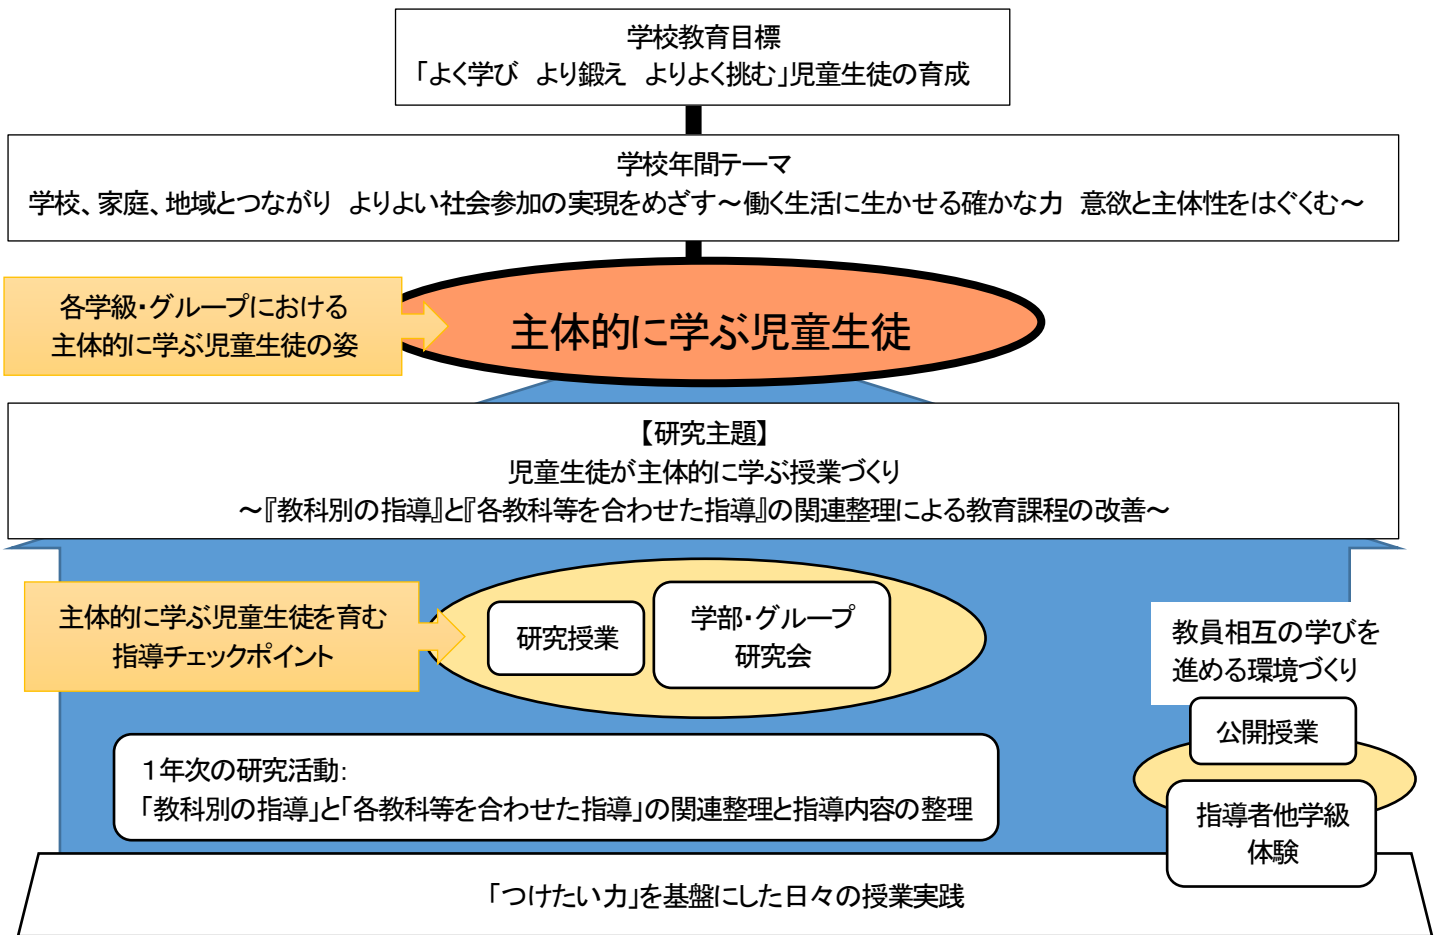 学校教育目標
「よく学び　より鍛え　よりよく挑む」児童生徒の育成
学校年間テーマ
学校、家庭、地域とつながり　よりよい社会参加の実現をめざす～働く生活に生かせる確かな力　意欲と主体性をはぐくむ～
各学級・グループにおける
主体的に学ぶ児童生徒の姿
主体的に学ぶ児童生徒
【研究主題】
児童生徒が主体的に学ぶ授業づくり
～『教科別の指導』と『各教科等を合わせた指導』の関連整理による教育課程の改善～
主体的に学ぶ児童生徒を育む
指導チェックポイント
研究授業
学部・グループ
研究会
教員相互の学びを
進める環境づくり
公開授業
指導者他学級
体験
１年次の研究活動：
「教科別の指導」と「各教科等を合わせた指導」の関連整理と指導内容の整理
「つけたい力」を基盤にした日々の授業実践